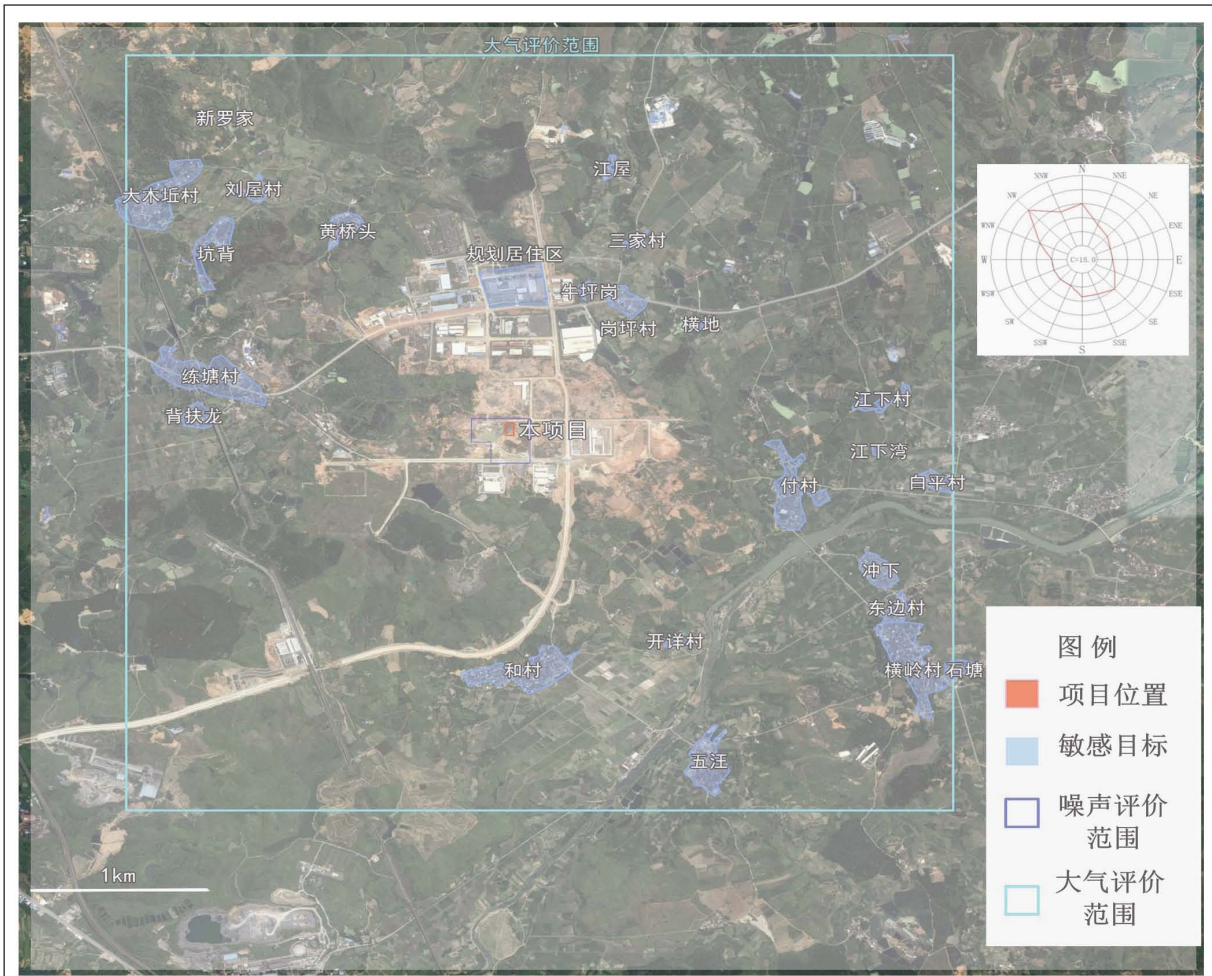 大气评价范围
新罗家
江屋
大木坵村
刘屋村
黄桥头
坑背
三家村
规划居住区
牛坪岗
岗坪村
横地
N
NNW
NNE
NW
NE
WNW
ENE
W
C=18.0
E
WSW
ESE
SW
SE
SSW
SSE
S
练塘村
背扶龙
本项目
江下村
江下湾
付村
白平村
冲下
东边村
开详村
和村
横岭村
石塘
五汪
图例
项目位置
敏感目标
噪声评价
范围
大气评价
范围
1km